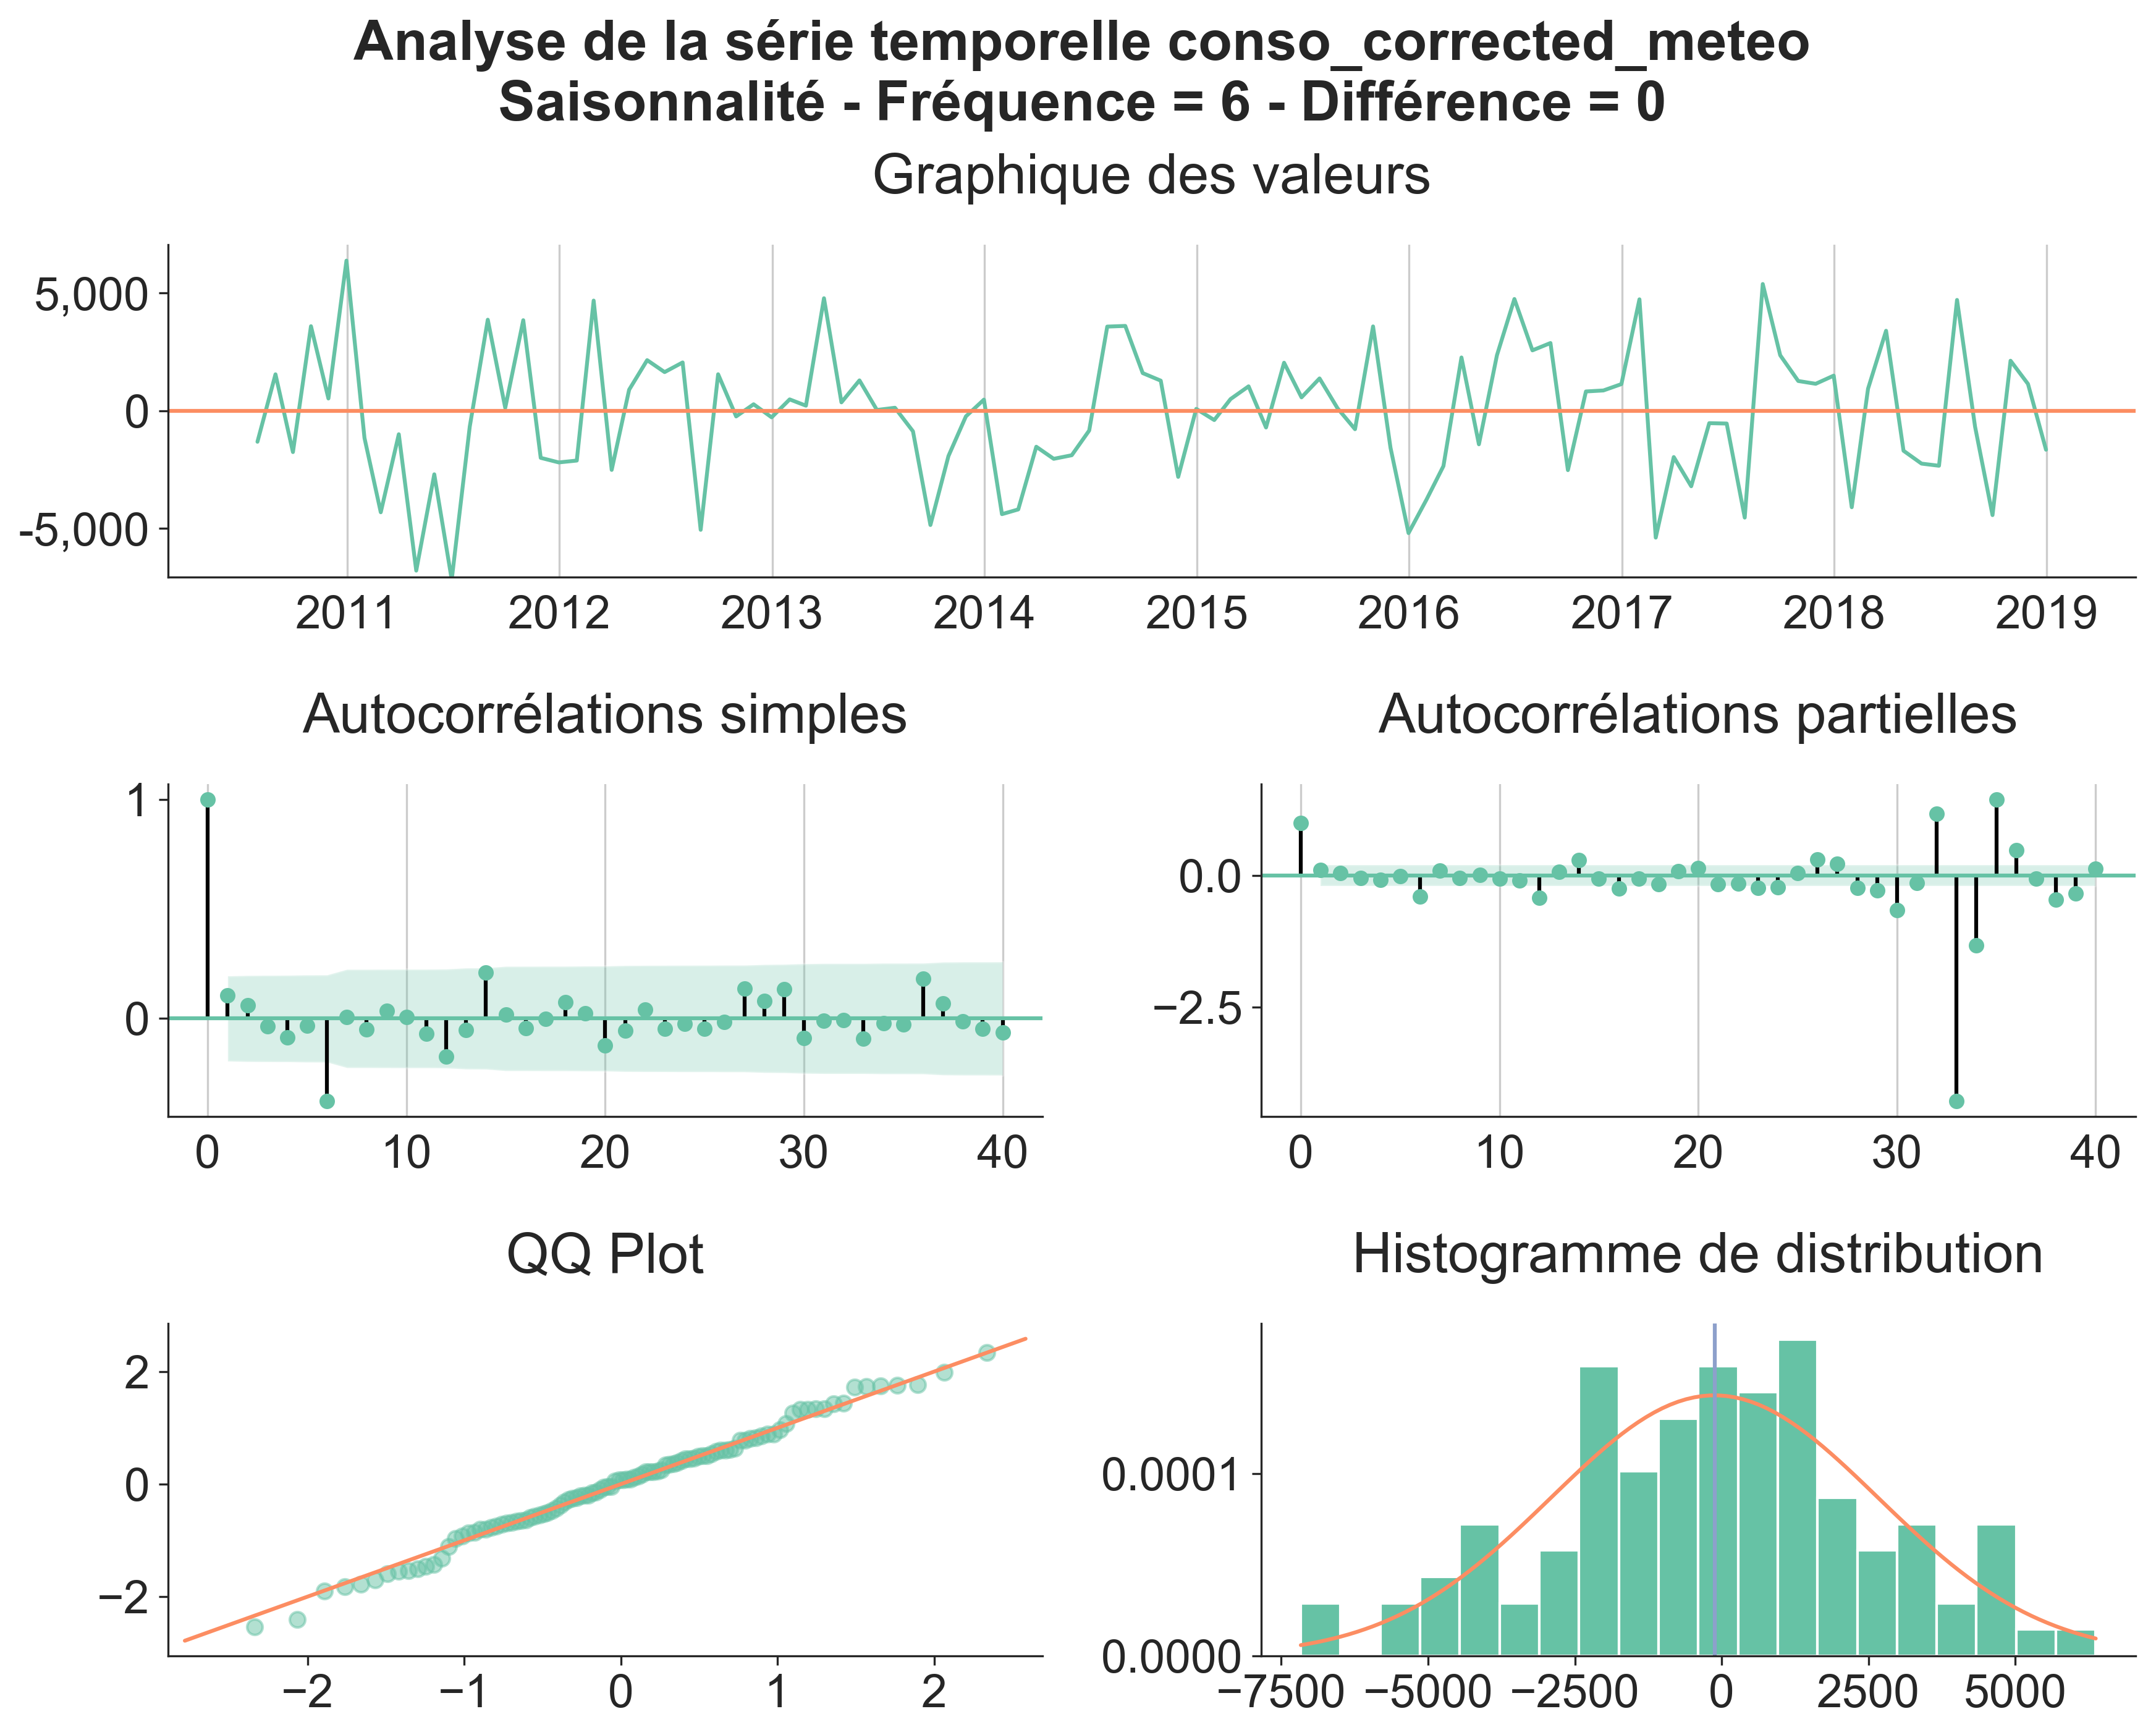 Analyse de la série temporelle conso_corrected_meteo
Saisonnalité - Fréquence = 6 - Différence = 0
Graphique des valeurs
5,000
0
-5,000
2011 2012 2013 2014 2015 2016 2017 2018 2019
Autocorrélations simples
1
0
0 10 20 30 40
Autocorrélations partielles
0.0
−2.5
0 10 20 30 40
QQ Plot
2
0
−2
−2 −1 0 1 2
Histogramme de distribution
0.0001
0.0000
−7500 −5000 −2500 0 2500 5000